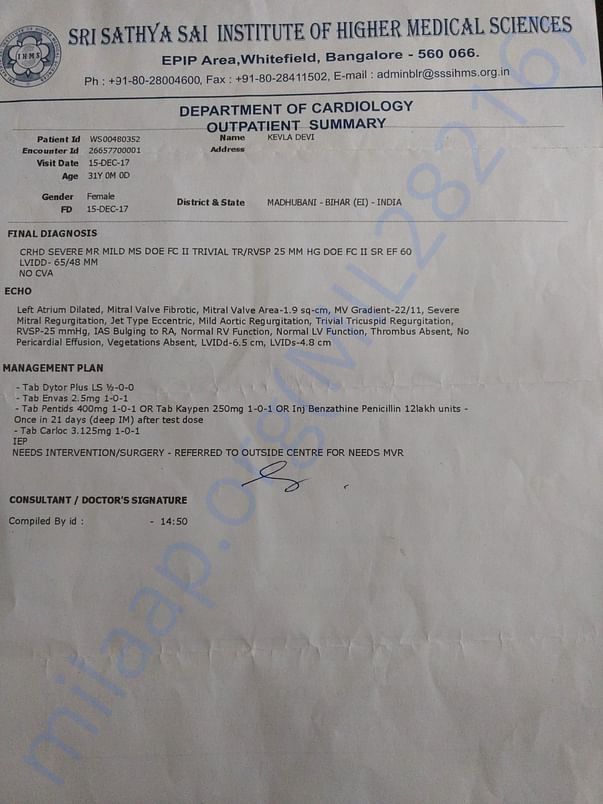 IHMS
SRI SATHYA SAI INSTITUTE OF HIGHER MEDICAL SCIENCES
EPIP Area,Whitefield, Bangalore - 560 066.
Ph : +91-80-28004600, Fax : +91-80-28411502, E-mail : adminblr@sssihms.org.in
DEPARTMENT OF CARDIOLOGY
OUTPATIENT SUMMARY
Patient Id WS00480352 Name KEVLA DEVI
Encounter Id 26657700001 Address
Visit Date 15-DEC-17
Age 31Y 0M 0D
Gender Female
FD 15-DEC-17 District & State MADHUBANI - BIHAR (EI) - INDIA
FINAL DIAGNOSIS
CRHD SEVERE MR MILD MS DOE FC II TRIVIAL TR/RVSP 25 MM HG DOE FC II SR EF 60
LVIDD- 65/48 MM
NO CVA
ECHO
Left Atrium Dilated, Mitral Valve Fibrotic, Mitral Valve Area-1.9 sq-cm, MV Gradient-22/11, Severe
Mitral Regurgitation, Jet Type Eccentric, Mild Aortic Regurgitation, Trivial Tricuspid Regurgitation,
RVSP-25 mmHg, IAS Bulging to RA, Normal RV Function, Normal LV Function, Thrombus Absent, No
Pericardial Effusion, Vegetations Absent, LVIDd-6.5 cm, LVIDs-4.8 cm
MANAGEMENT PLAN
- Tab Dytor Plus LS ½-0-0
- Tab Envas 2.5mg 1-0-1
- Tab Pentids 400mg 1-0-1 OR Tab Kaypen 250mg 1-0-1 OR Inj Benzathine Penicillin 12lakh units -
Once in 21 days (deep IM) after test dose
- Tab Carloc 3.125mg 1-0-1
IEP
NEEDS INTERVENTION/SURGERY - REFERRED TO OUTSIDE CENTRE FOR NEEDS MVR
CONSULTANT / DOCTOR'S SIGNATURE
Compiled By id : - 14:50
milaap.org(MIL282216)